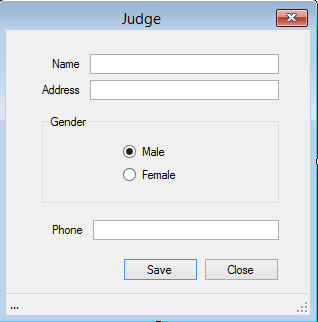 Judge
Name
Address
Gender
Male
Female
Phone
Save Close
...